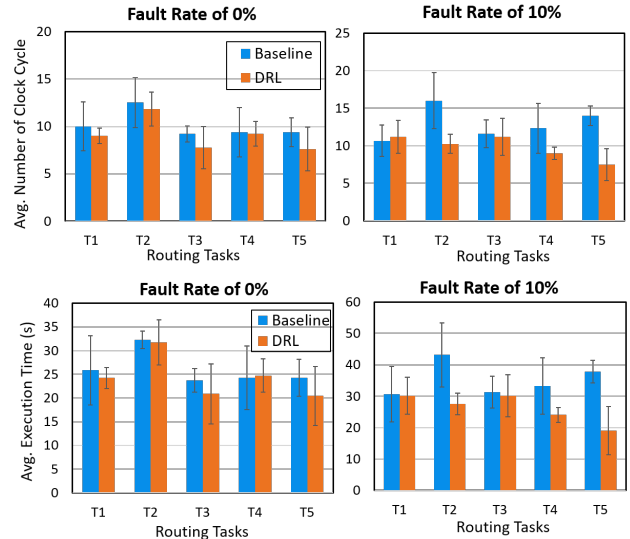 Fault Rate of 0%
Avg. Number of Clock Cycle
20
15
10
5
0
Baseline
DRL
T1 T2 T3 T4 T5
Routing Tasks
Fault Rate of 10%
25
20
15
10
5
0
T1 T2 T3 T4 T5
Routing Tasks
Fault Rate of 0%
Avg. Execution Time (s)
40
35
30
25
20
15
10
5
0
Baseline
DRL
T1 T2 T3 T4 T5
Routing Tasks
Fault Rate of 10%
60
50
40
30
20
10
0
T1 T2 T3 T4 T5
Routing Tasks